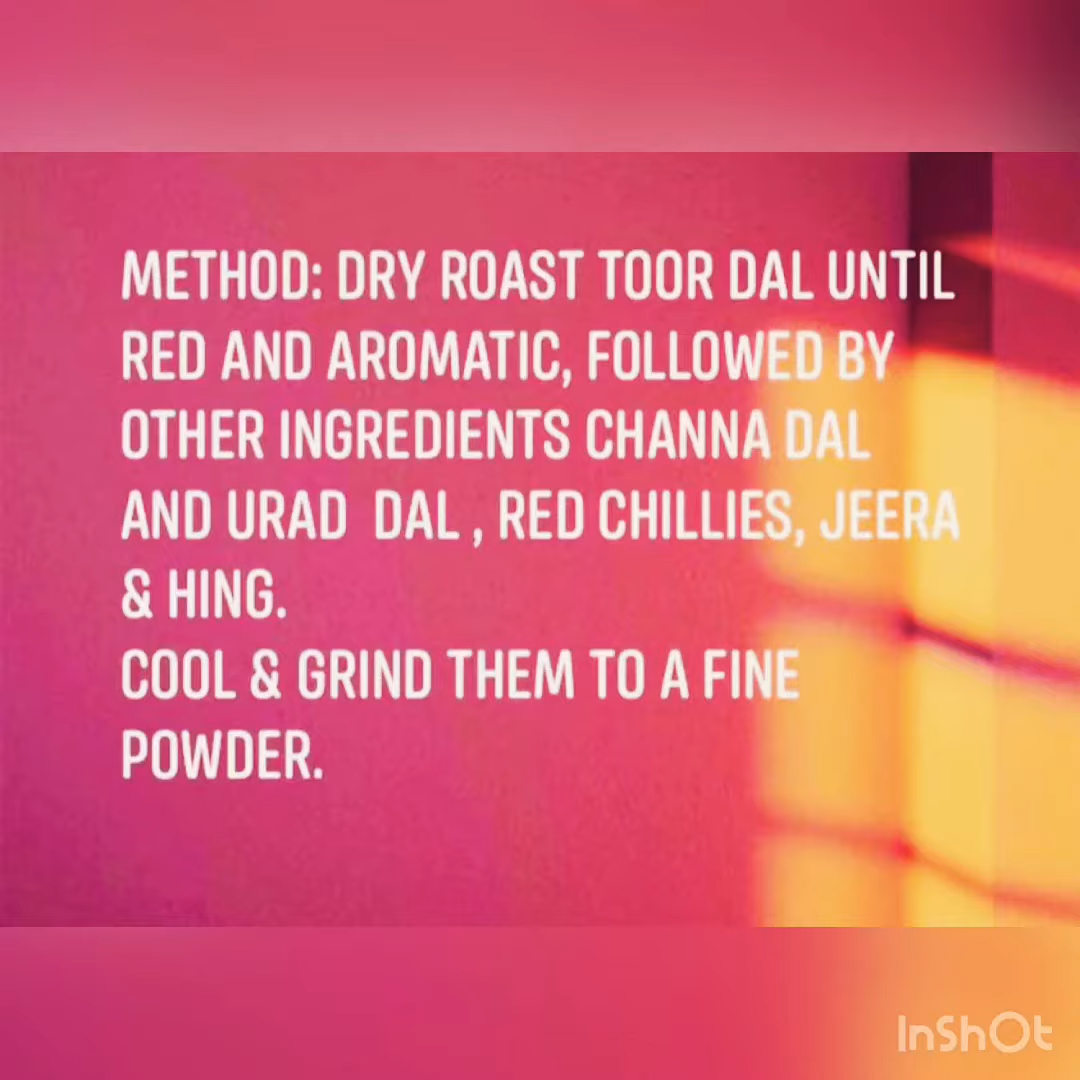 METHOD: DRY ROAST TOOR DAL UNTIL
RED AND AROMATIC, FOLLOWED BY
OTHER INGREDIENTS CHANNA DAL
AND URAD  DAL , RED CHILLIES, JEERA
& HING.
COOL & GRIND THEM TO A FINE
POWDER.
InShOt